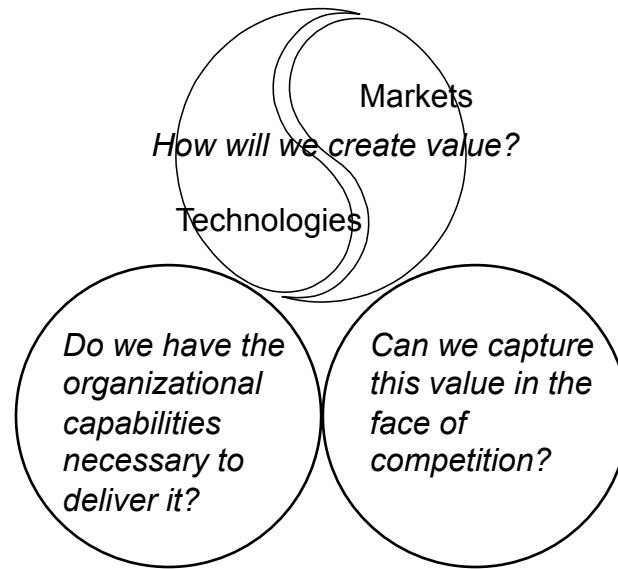 Markets
How will we create value?
Technologies
Do we have the
organizational
capabilities
necessary to
deliver it?
Can we capture
this value in the
face of
competition?